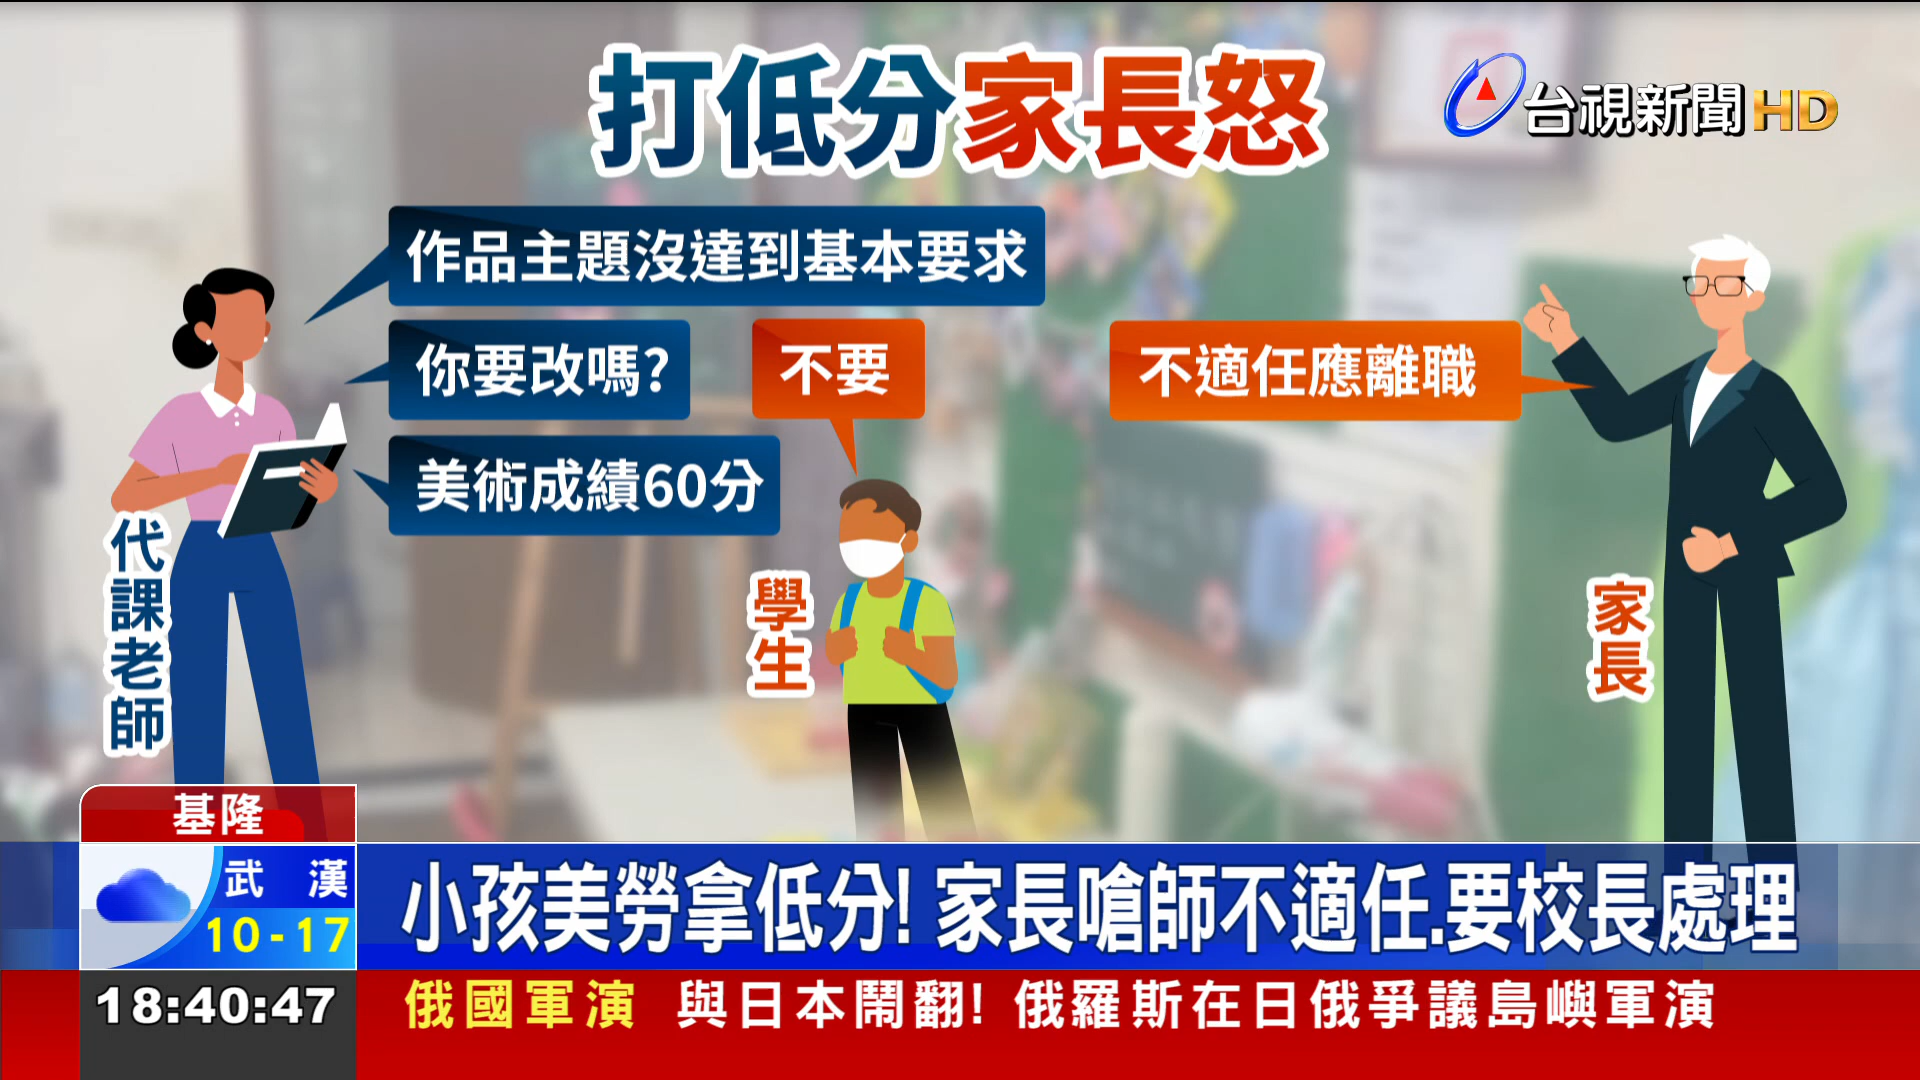 打低分家長怒
台視新聞HD
作品主題沒達到基本要求
你要改嗎?
不要
不適任應離職
美術成績60分
代課老師
學生
家長
基隆
武漢
10-17
小孩美勞拿低分! 家長嗆師不適任.要校長處理
18:40:47
俄國軍演 與日本鬧翻! 俄羅斯在日俄爭議島嶼軍演